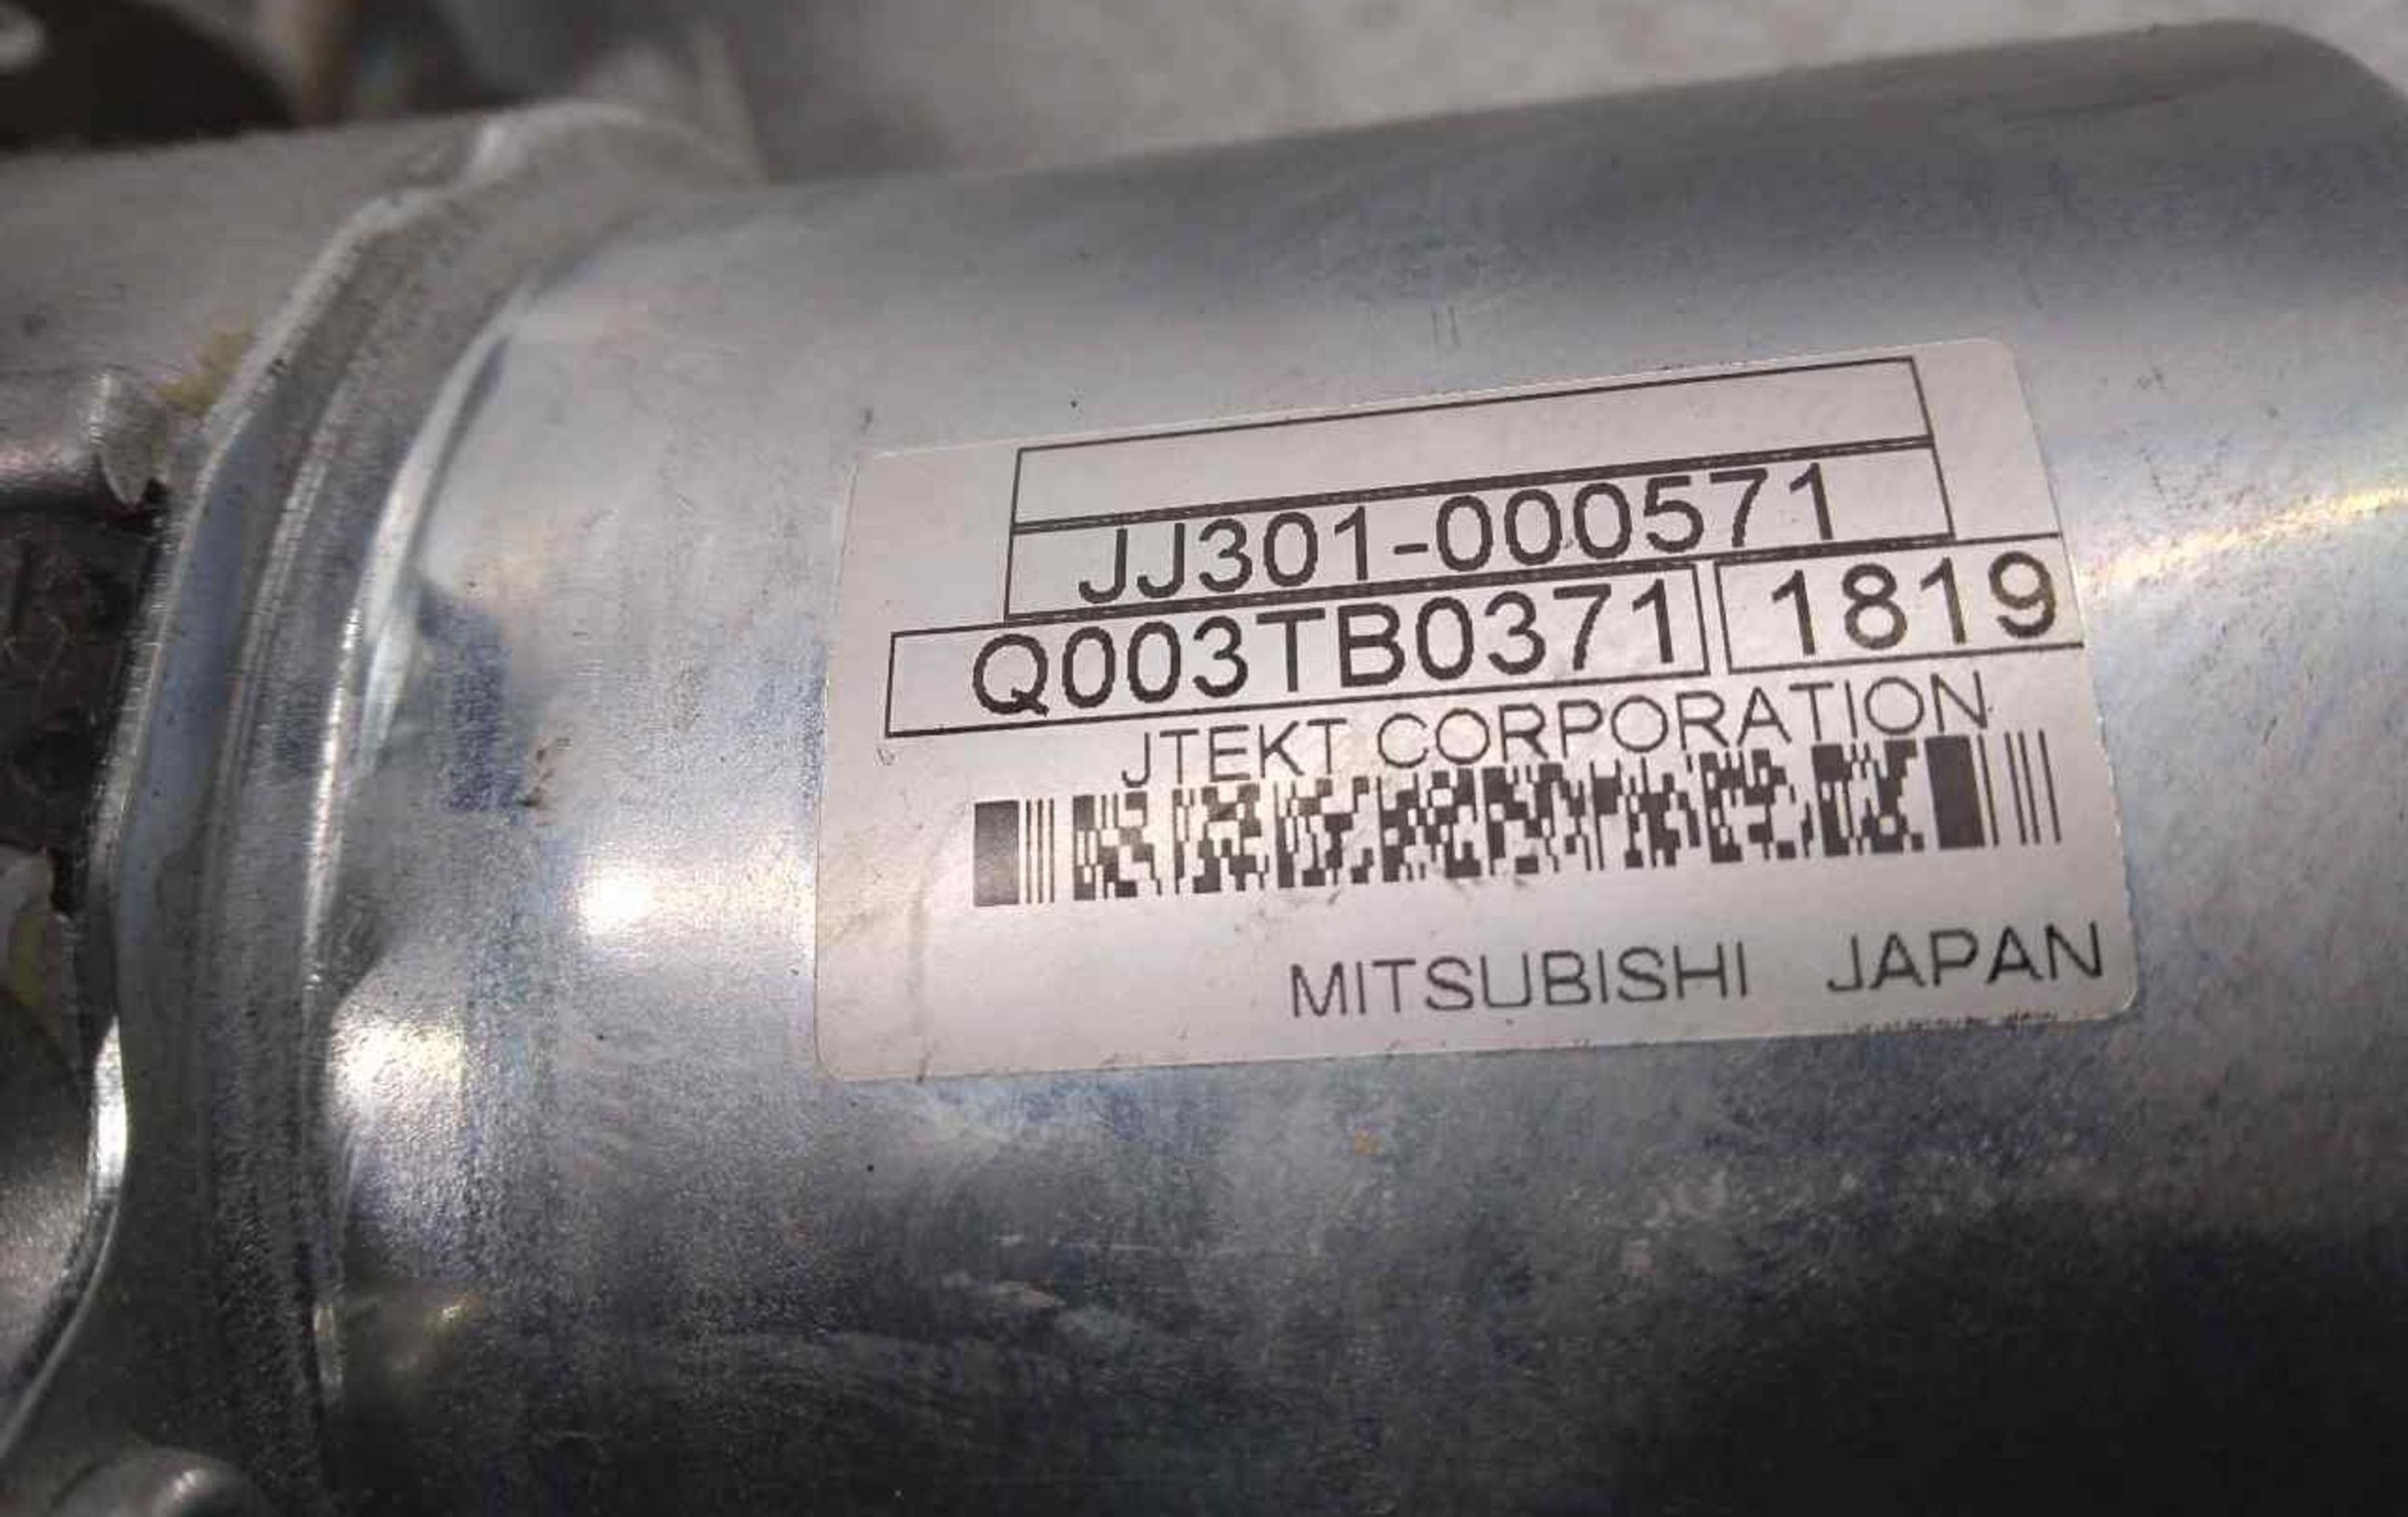 JJ301-000571
Q003TB0371 1819
JTEKT CORPORATION
MITSUBISHI JAPAN